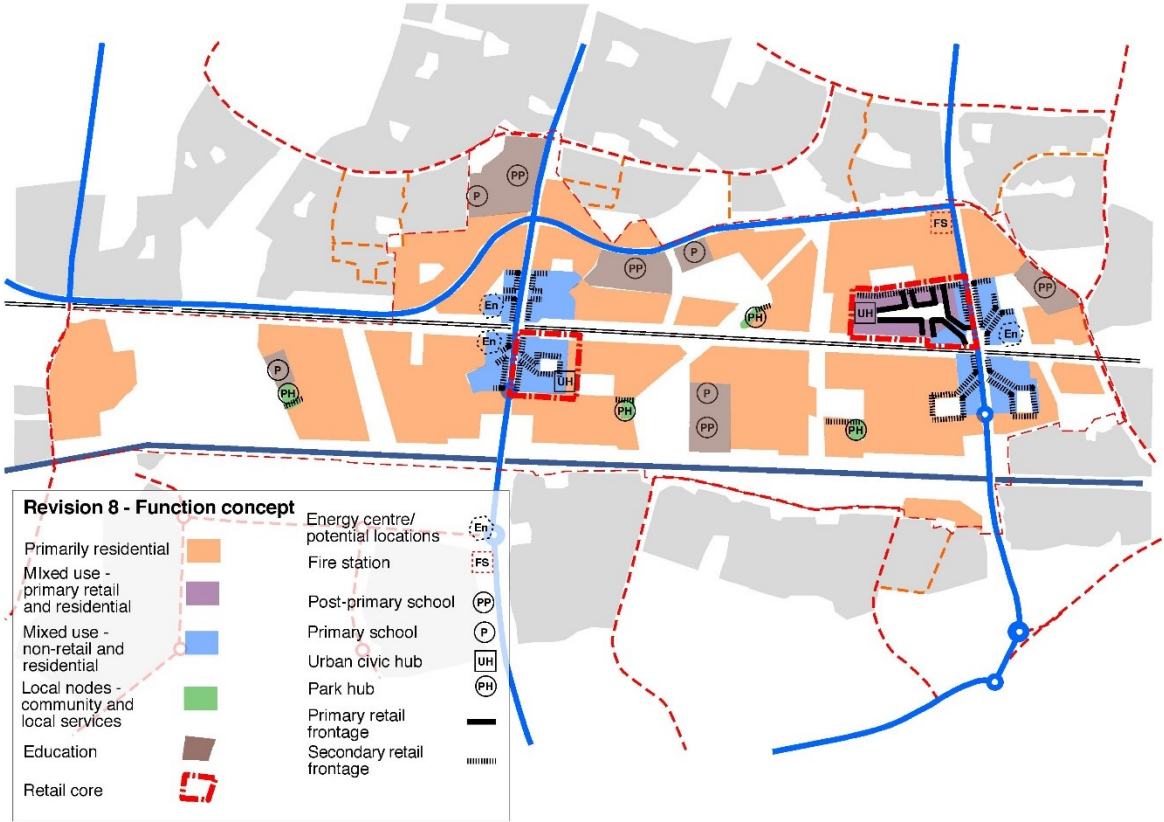 PP
P
FS
PP
P
PP
En
UH
PH
En
En
UH
P
PH
PH
P
PP
PH
Revision 8 - Function concept
Primarily residential
MIxed use -
primary retail
and residential
Mixed use -
non-retail and
residential
Local nodes -
community and
local services
Education
Retail core
Energy centre/
potential locations
En
Fire station
FS
Post-primary school
PP
Primary school
P
Urban civic hub
UH
Park hub
PH
Primary retail
frontage
Secondary retail
frontage